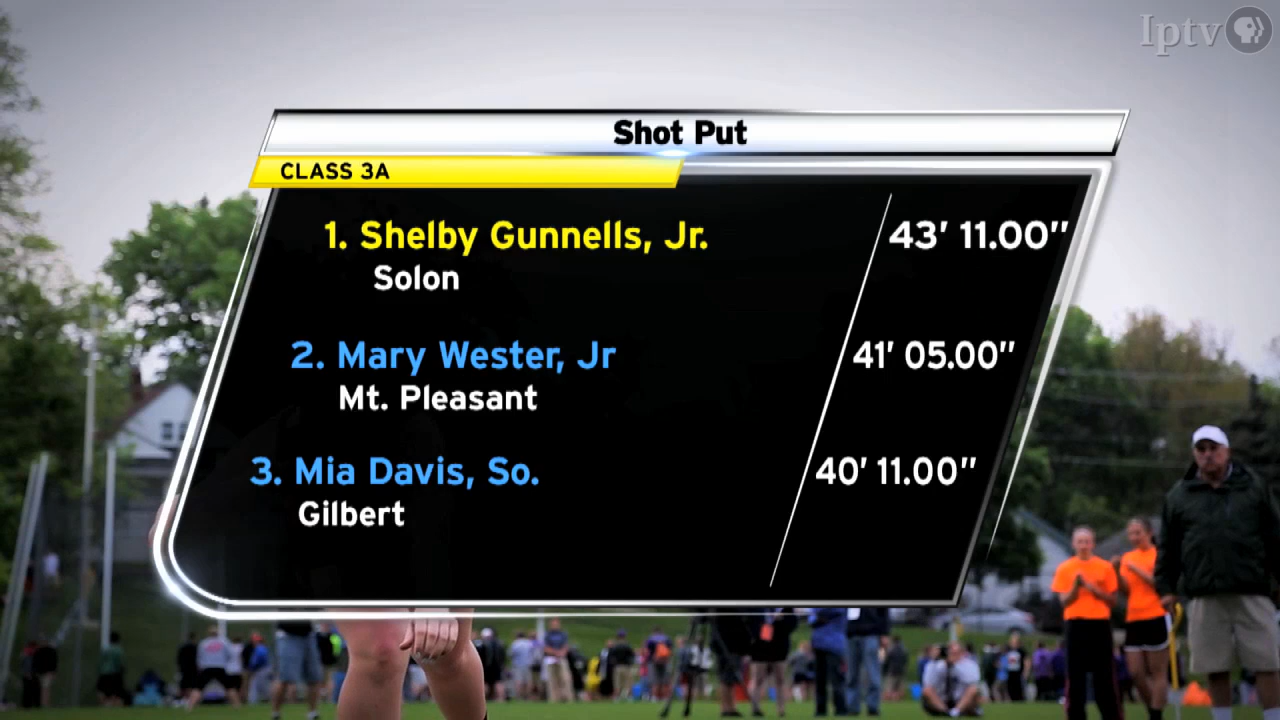 Iptv
Shot Put
CLASS 3A
1. Shelby Gunnells, Jr. 43' 11.00"
Solon
2. Mary Wester, Jr 41' 05.00"
Mt. Pleasant
3. Mia Davis, So. 40' 11.00"
Gilbert